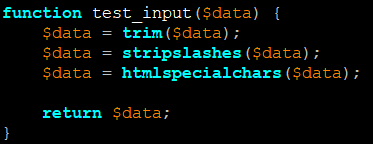 function test_input($data) {
    $data = trim($data);
    $data = stripslashes($data);
    $data = htmlspecialchars($data);

    return $data;
}